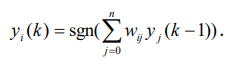 y_i(k) = sgn(∑_{j=0}^{n} w_{ij} y_j(k−1)).